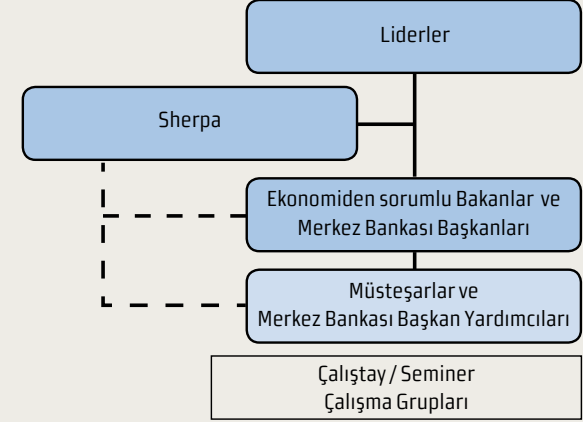 Liderler
Sherpa
Ekonomiden sorumlu Bakanlar ve
Merkez Bankası Başkanları
Müsteşarlar ve
Merkez Bankası Başkan Yardımcıları
Çalıştay / Seminer
Çalışma Grupları